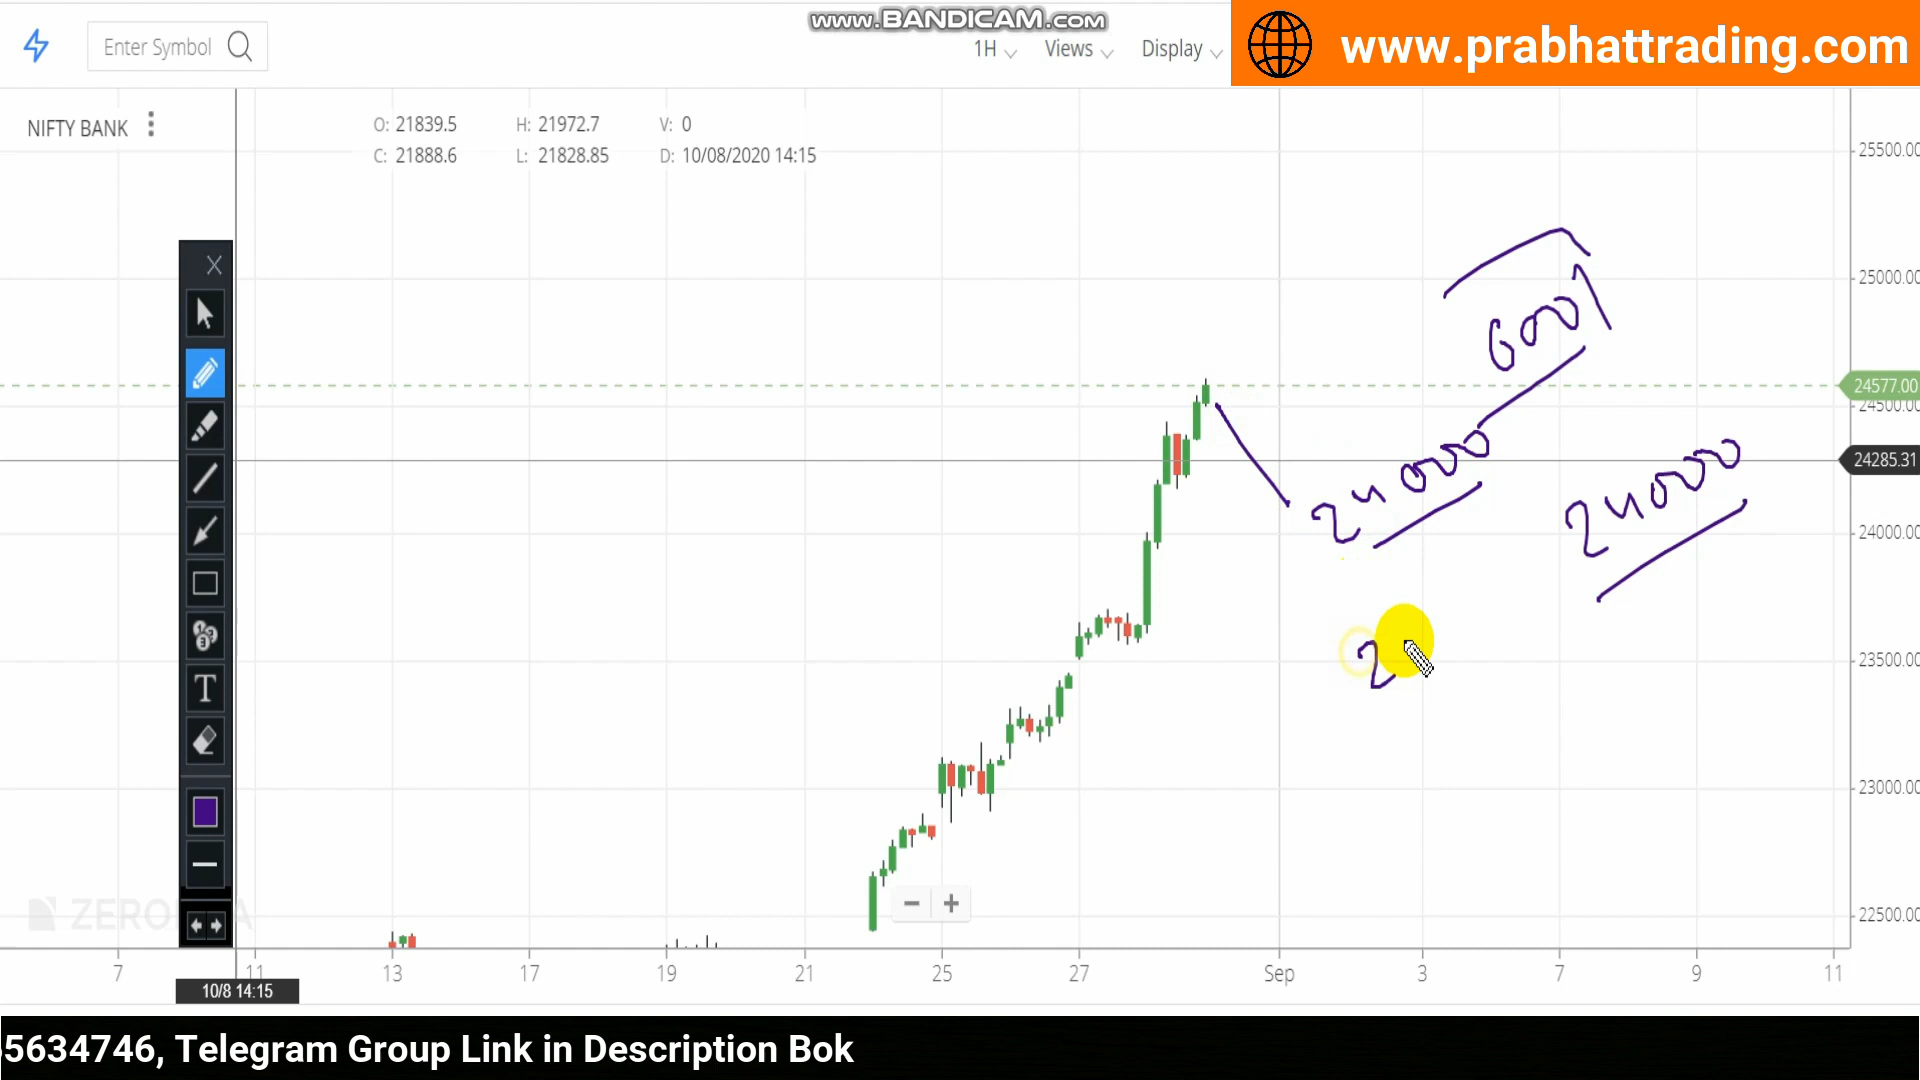 www.BANDICAM.com
Enter Symbol
1H Views Display
www.prabhattrading.com
NIFTY BANK
O: 21839.5 H: 21972.7 V: 0
C: 21888.6 L: 21828.85 D: 10/08/2020 14:15
25500.00
25000.00
6001
24577.00
24500.00
24000
24285.31
24000
24000.00
2
23500.00
T
23000.00
ZERO A
22500.00
7 11 13 17 19 21 25 27 Sep 3 7 9 11
10/8 14:15
5634746, Telegram Group Link in Description Bok